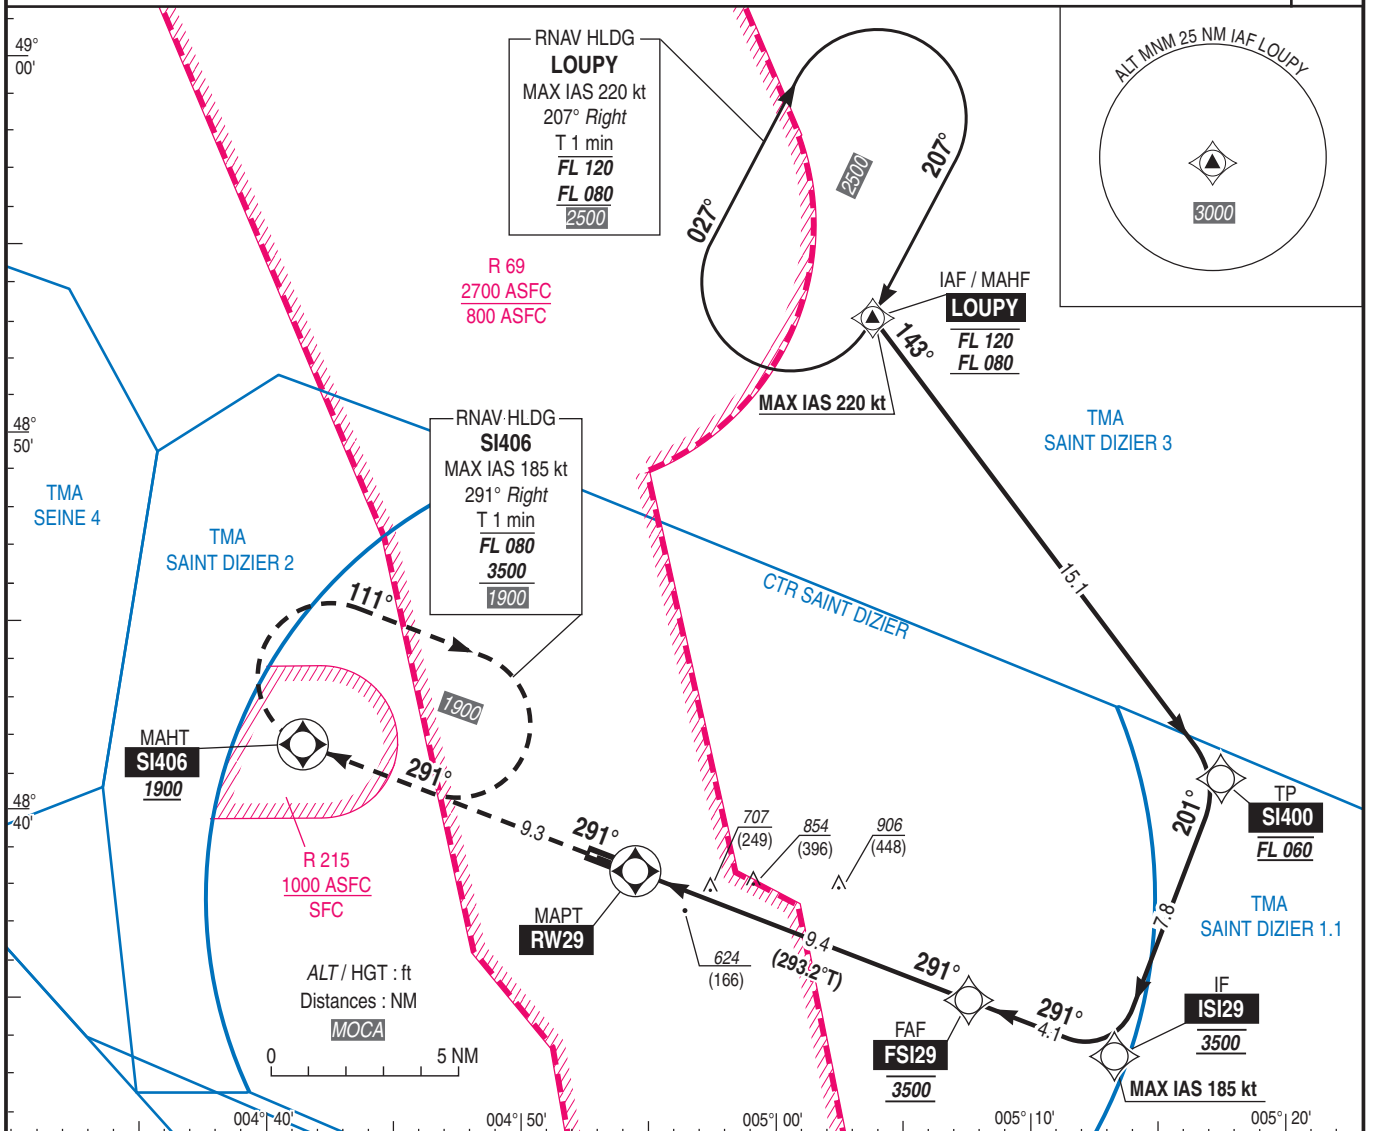 49°
00'
RNAV HLDG
LOUPY
MAX IAS 220 kt
207° Right
T 1 min
FL 120
FL 080
2500
027°
2500
207°
ALT MNM 25 NM IAF LOUPY
3000
R 69
2700 ASFC
800 ASFC
IAF / MAHF
LOUPY
FL 120
FL 080
143°
MAX IAS 220 kt
48°
50'
RNAV HLDG
SI406
MAX IAS 185 kt
291° Right
T 1 min
FL 080
3500
1900
TMA
SAINT DIZIER 3
TMA
SEINE 4
TMA
SAINT DIZIER 2
15.1
CTR SAINT DIZIER
111°
1900
MAHT
SI406
1900
291°
9.3
291°
48°
40'
TP
SI400
FL 060
201°
707
(249)
854
(396)
906
(448)
R 215
1000 ASFC
SFC
MAPT
RW29
624
(166)
9.4
(293.2°T)
291°
7.8
TMA
SAINT DIZIER 1.1
ALT / HGT : ft
Distances : NM
MOCA
0 5 NM
FAF
FSI29
3500
291°
4.1
IF
ISI29
3500
MAX IAS 185 kt
004° 40' 004° 50' 005° 00' 005° 10' 005° 20'